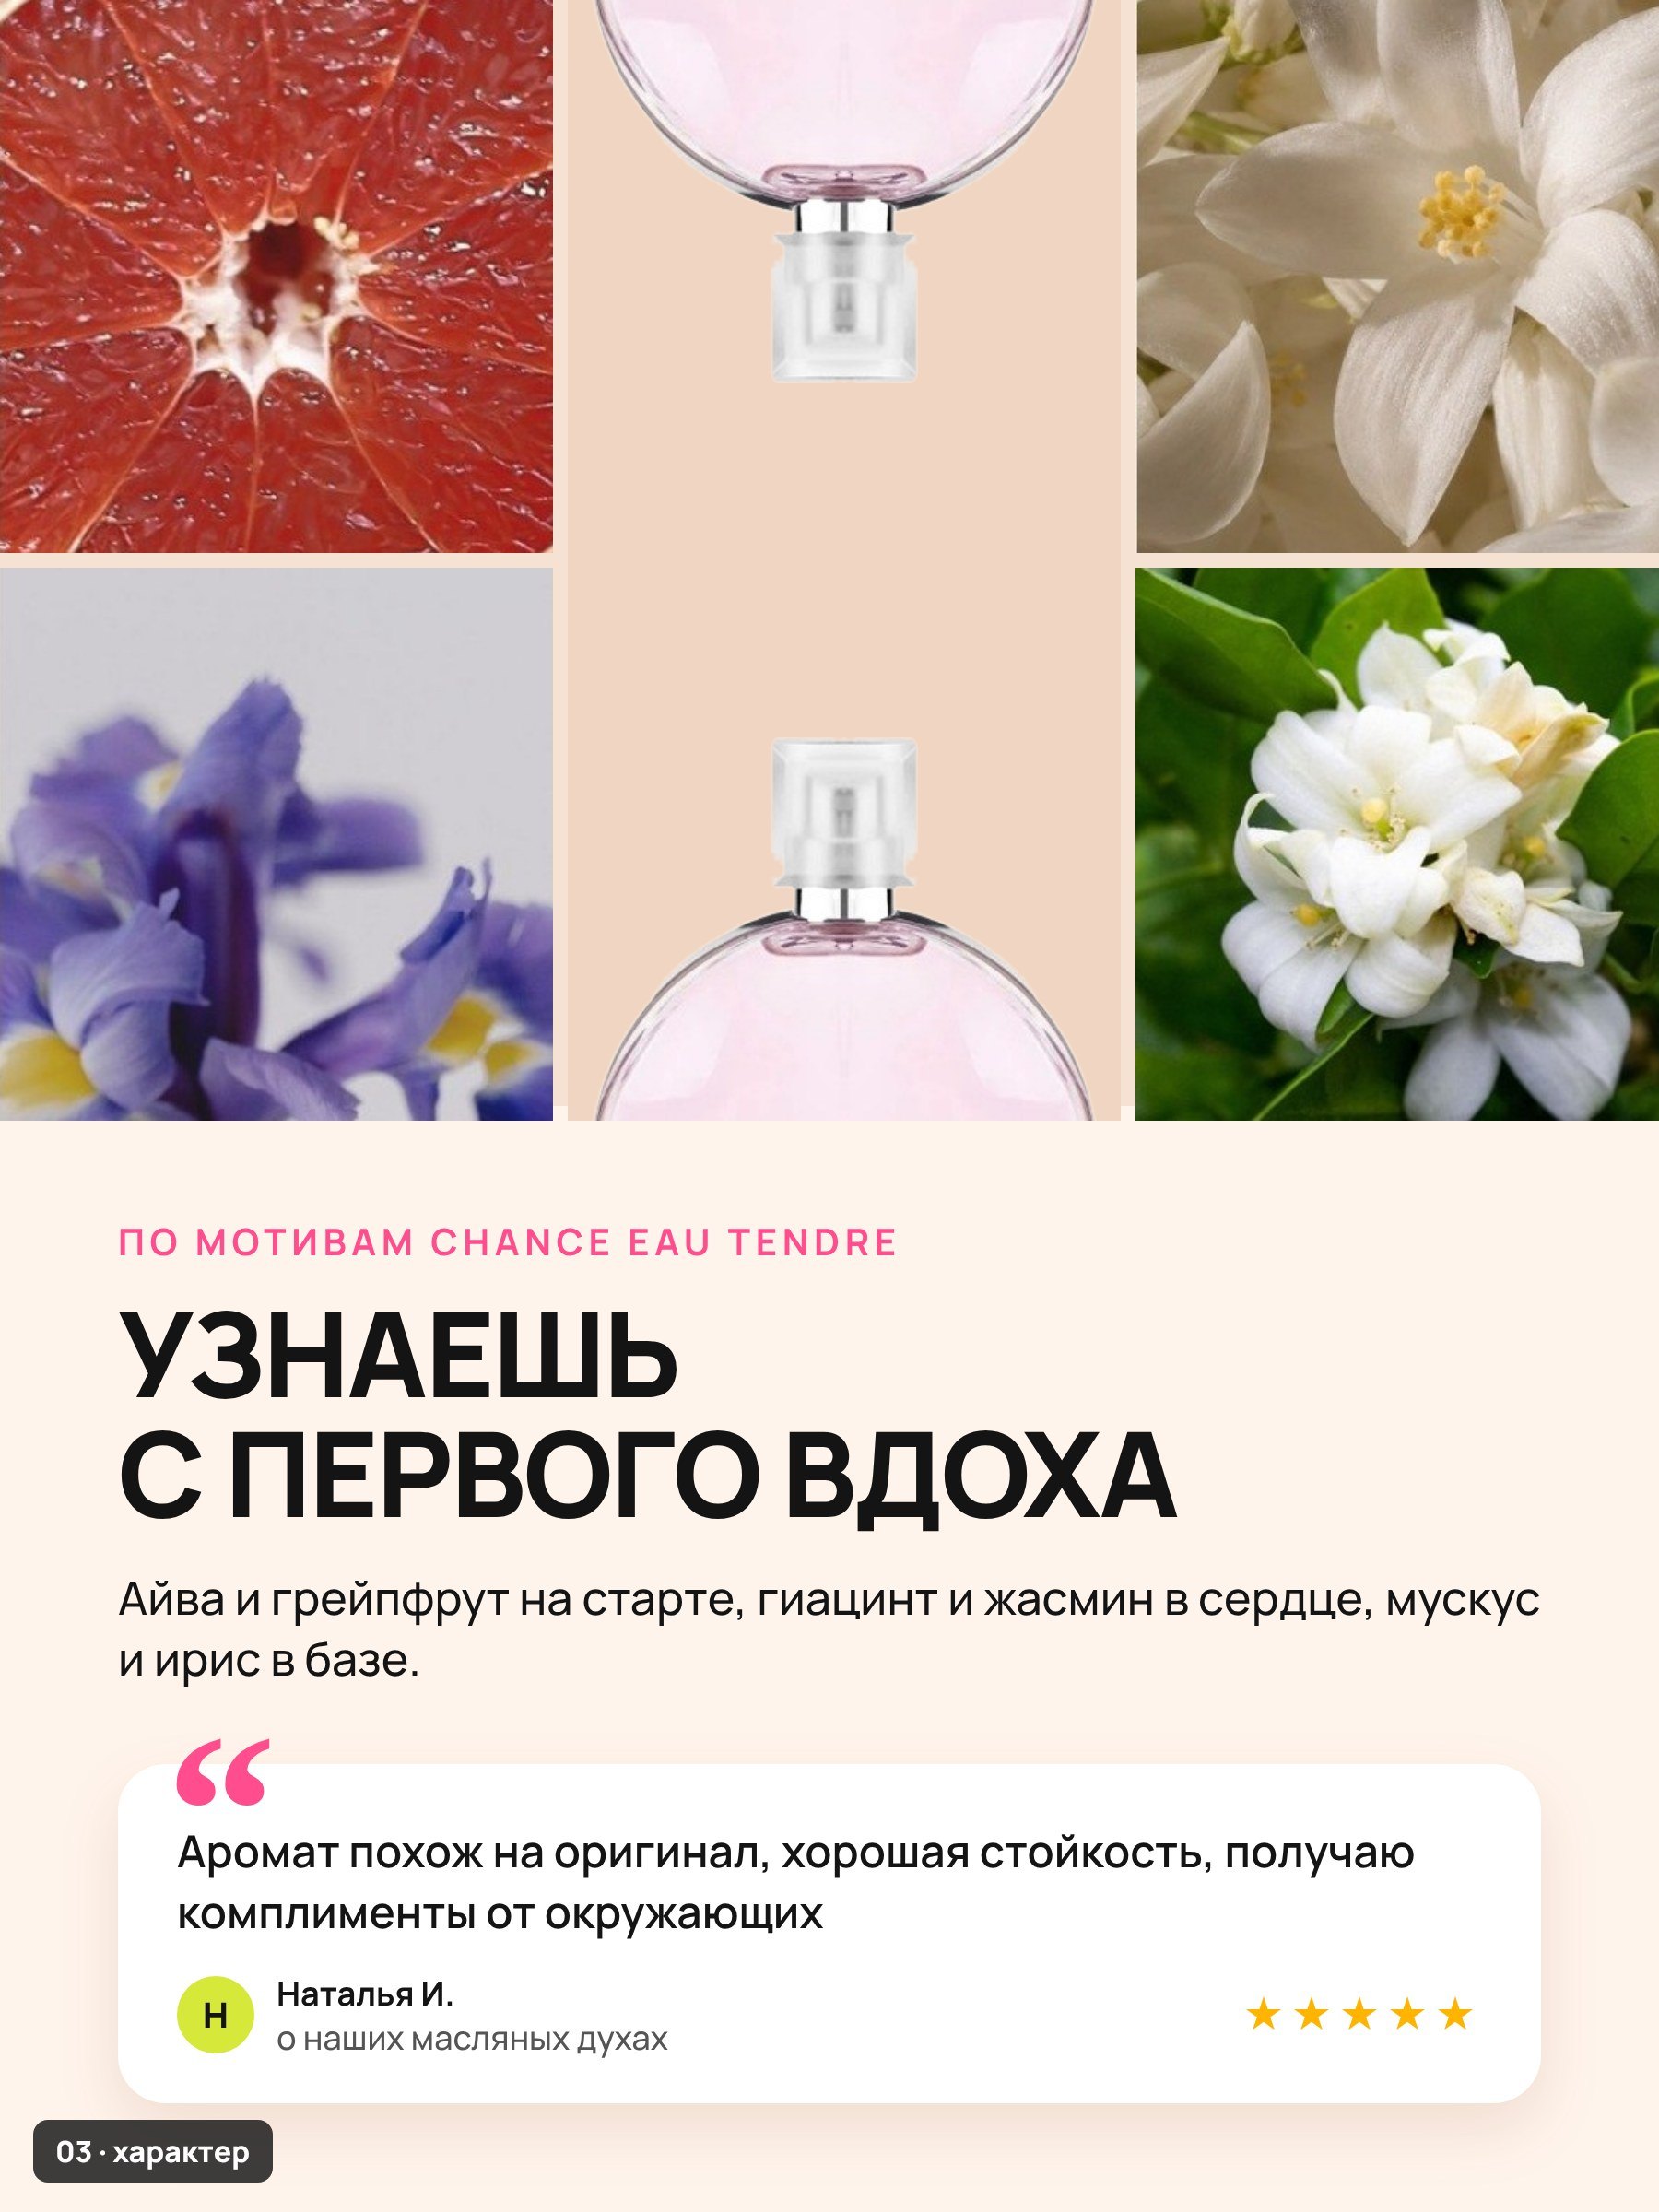 ПО МОТИВАМ CHANCE EAU TENDRE
УЗНАЕШЬ
С ПЕРВОГО ВДОХА
Айва и грейпфрут на старте, гиацинт и жасмин в сердце, мускус
и ирис в базе.
“
Аромат похож на оригинал, хорошая стойкость, получаю
комплименты от окружающих
Н
Наталья И.
о наших масляных духах
★★★★★
03 · характер